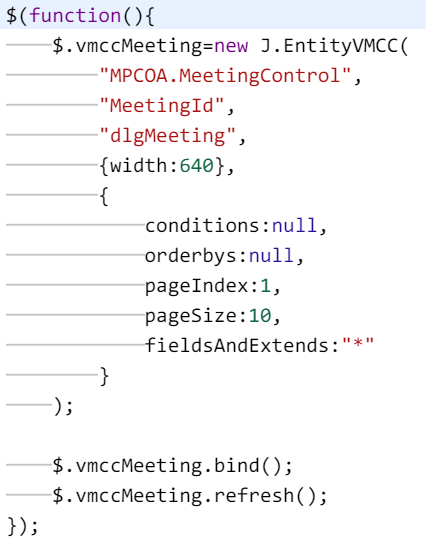 $(function(){
$.vmccMeeting=new J.EntityVMCC(
"MPCOA.MeetingControl",
"MeetingId",
"dlgMeeting",
{width:640},
{
conditions:null,
orderbys:null,
pageIndex:1,
pageSize:10,
fieldsAndExtends:"*"
}
);
$.vmccMeeting.bind();
$.vmccMeeting.refresh();
});